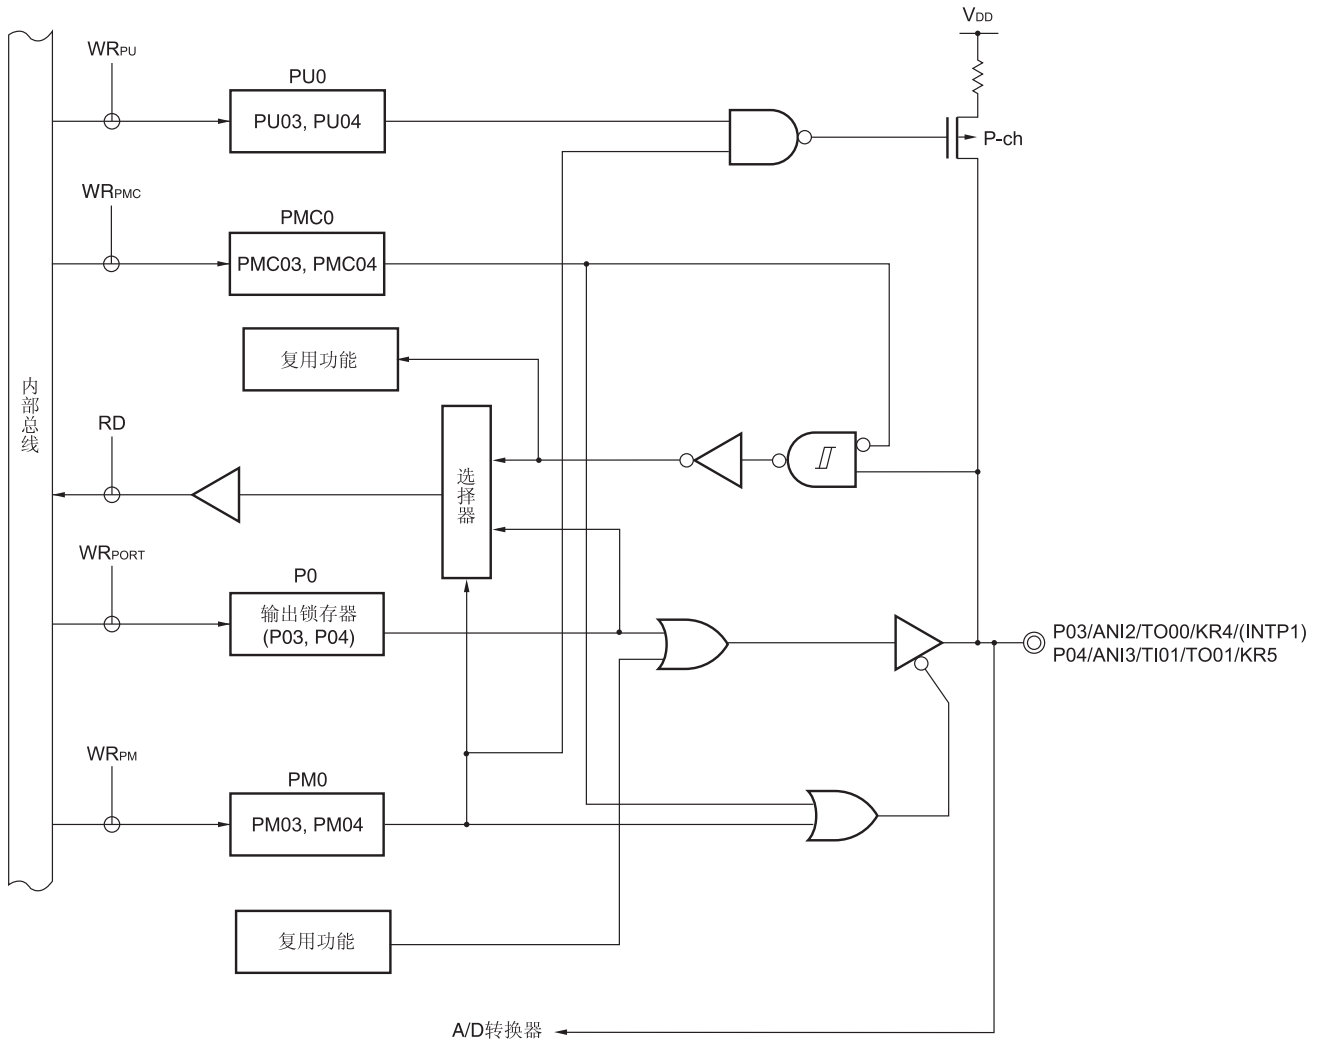 VDD
WRPU
PU0
PU03, PU04
P-ch
WRPMC
PMC0
PMC03, PMC04
复用功能
内部总线
RD
选择器
WRPORT
P0
输出锁存器
(P03, P04)
P03/ANI2/TO00/KR4/(INTP1)
P04/ANI3/TI01/TO01/KR5
WRPM
PM0
PM03, PM04
复用功能
A/D转换器